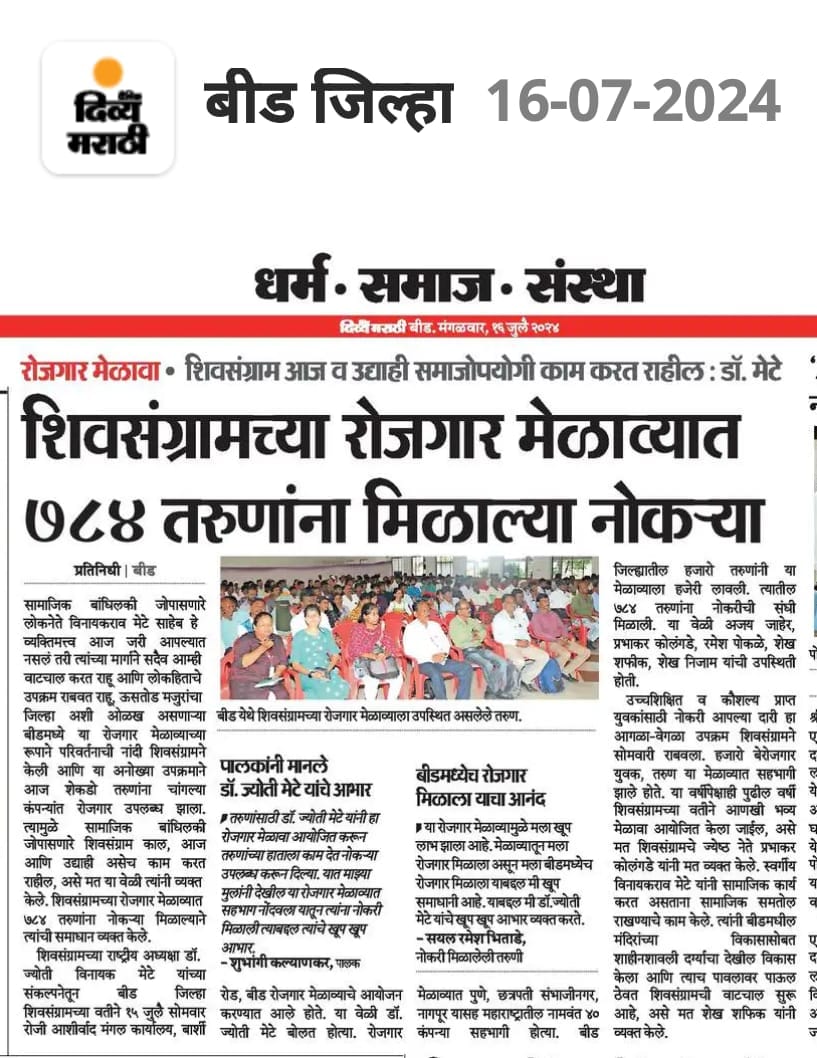 दैनिक
दिव्य
मराठी
बीड जिल्हा 16-07-2024
धर्म • समाज • संस्था
दिव्य मराठी बीड. मंगळवार, १६ जुलै २०२४
रोजगार मेळावा • शिवसंग्राम आज व उद्याही समाजोपयोगी काम करत राहील : डॉ. मेटे
शिवसंग्रामच्या रोजगार मेळाव्यात
७८४ तरुणांना मिळाल्या नोकऱ्या
प्रतिनिधी | बीड
सामाजिक बांधिलकी जोपासणारे
लोकनेते विनायकराव मेटे साहेब हे
व्यक्तिमत्त्व आज जरी आपल्यात
नसलं तरी त्यांच्या मार्गाने सदैव आम्ही
वाटचाल करत राहू आणि लोकहिताचे
उपक्रम राबवत राहू, ऊसतोड मजुरांचा
जिल्हा अशी ओळख असणाऱ्या
बीडमध्ये या रोजगार मेळाव्याच्या
रूपाने परिवर्तनाची नांदी शिवसंग्रामने
केली आणि या अनोख्या उपक्रमाने
आज शेकडो तरुणांना चांगल्या
कंपन्यांत रोजगार उपलब्ध झाला.
त्यामुळे सामाजिक बांधिलकी
जोपासणारे शिवसंग्राम काल, आज
आणि उद्याही असेच काम करत
राहील, असे मत या वेळी त्यांनी व्यक्त
केले. शिवसंग्रामच्या रोजगार मेळाव्यात
७८४ तरुणांना नोकऱ्या मिळाल्याने
त्यांची समाधान व्यक्त केले.
शिवसंग्रामच्या राष्ट्रीय अध्यक्षा डॉ.
ज्योती विनायक मेटे यांच्या
संकल्पनेतून बीड जिल्हा
शिवसंग्रामच्या वतीने १५ जुलै सोमवार
रोजी आशीर्वाद मंगल कार्यालय, बार्शी
बीड येथे शिवसंग्रामच्या रोजगार मेळाव्याला उपस्थित असलेले तरुण.
पालकांनी मानले
डॉ. ज्योती मेटे यांचे आभार
तरुणांसाठी डॉ. ज्योती मेटे यांनी हा
रोजगार मेळावा आयोजित करून
तरुणांच्या हाताला काम देत नोकऱ्या
उपलब्ध करून दिल्या. यात माझ्या
मुलांनी देखील या रोजगार मेळाव्यात
सहभाग नोंदवला यातून त्यांना नोकरी
मिळाली त्याबद्दल त्यांचे खूप खूप
आभार.
- शुभांगी कल्याणकर, पालक
रोड, बीड रोजगार मेळाव्याचे आयोजन
करण्यात आले होते. या वेळी डॉ.
ज्योती मेटे बोलत होत्या. रोजगार
बीडमध्येच रोजगार
मिळाला याचा आनंद
या रोजगार मेळाव्यामुळे मला खूप
लाभ झाला आहे. मेळाव्यातून मला
रोजगार मिळाला असून मला बीडमध्येच
रोजगार मिळाला याबद्दल मी खूप
समाधानी आहे. याबद्दल मी डॉ.ज्योती
मेटे यांचे खूप खूप आभार व्यक्त करते.
- सयल रमेश भिताडे,
नोकरी मिळालेली तरुणी
मेळाव्यात पुणे, छत्रपती संभाजीनगर,
नागपूर यासह महाराष्ट्रातील नामवंत ४०
कंपन्या सहभागी होत्या. बीड
जिल्ह्यातील हजारो तरुणांनी या
मेळाव्याला हजेरी लावली. त्यातील
७८४ तरुणांना नोकरीची संधी
मिळाली. या वेळी अजय जाहेर,
प्रभाकर कोलंगडे, रमेश पोकळे, शेख
शफीक, शेख निजाम यांची उपस्थिती
होती.
उच्चशिक्षित व कौशल्य प्राप्त
युवकांसाठी नोकरी आपल्या दारी हा
आगळा-वेगळा उपक्रम शिवसंग्रामने
सोमवारी राबवला. हजारो बेरोजगार
युवक, तरुण या मेळाव्यात सहभागी
झाले होते. या वर्षीपेक्षाही पुढील वर्षी
शिवसंग्रामच्या वतीने आणखी भव्य
मेळावा आयोजित केला जाईल, असे
मत शिवसंग्रामचे ज्येष्ठ नेते प्रभाकर
कोलंगडे यांनी मत व्यक्त केले. स्वर्गीय
विनायकराव मेटे यांनी सामाजिक कार्य
करत असताना सामाजिक समतोल
राखण्याचे काम केले. त्यांनी बीडमधील
मंदिरांच्या विकासासोबत
शाहीनशावली दर्ग्याचा देखील विकास
केला आणि त्याच पावलावर पाऊल
ठेवत शिवसंग्रामची वाटचाल सुरू
आहे, असे मत शेख शफिक यांनी
व्यक्त केले.